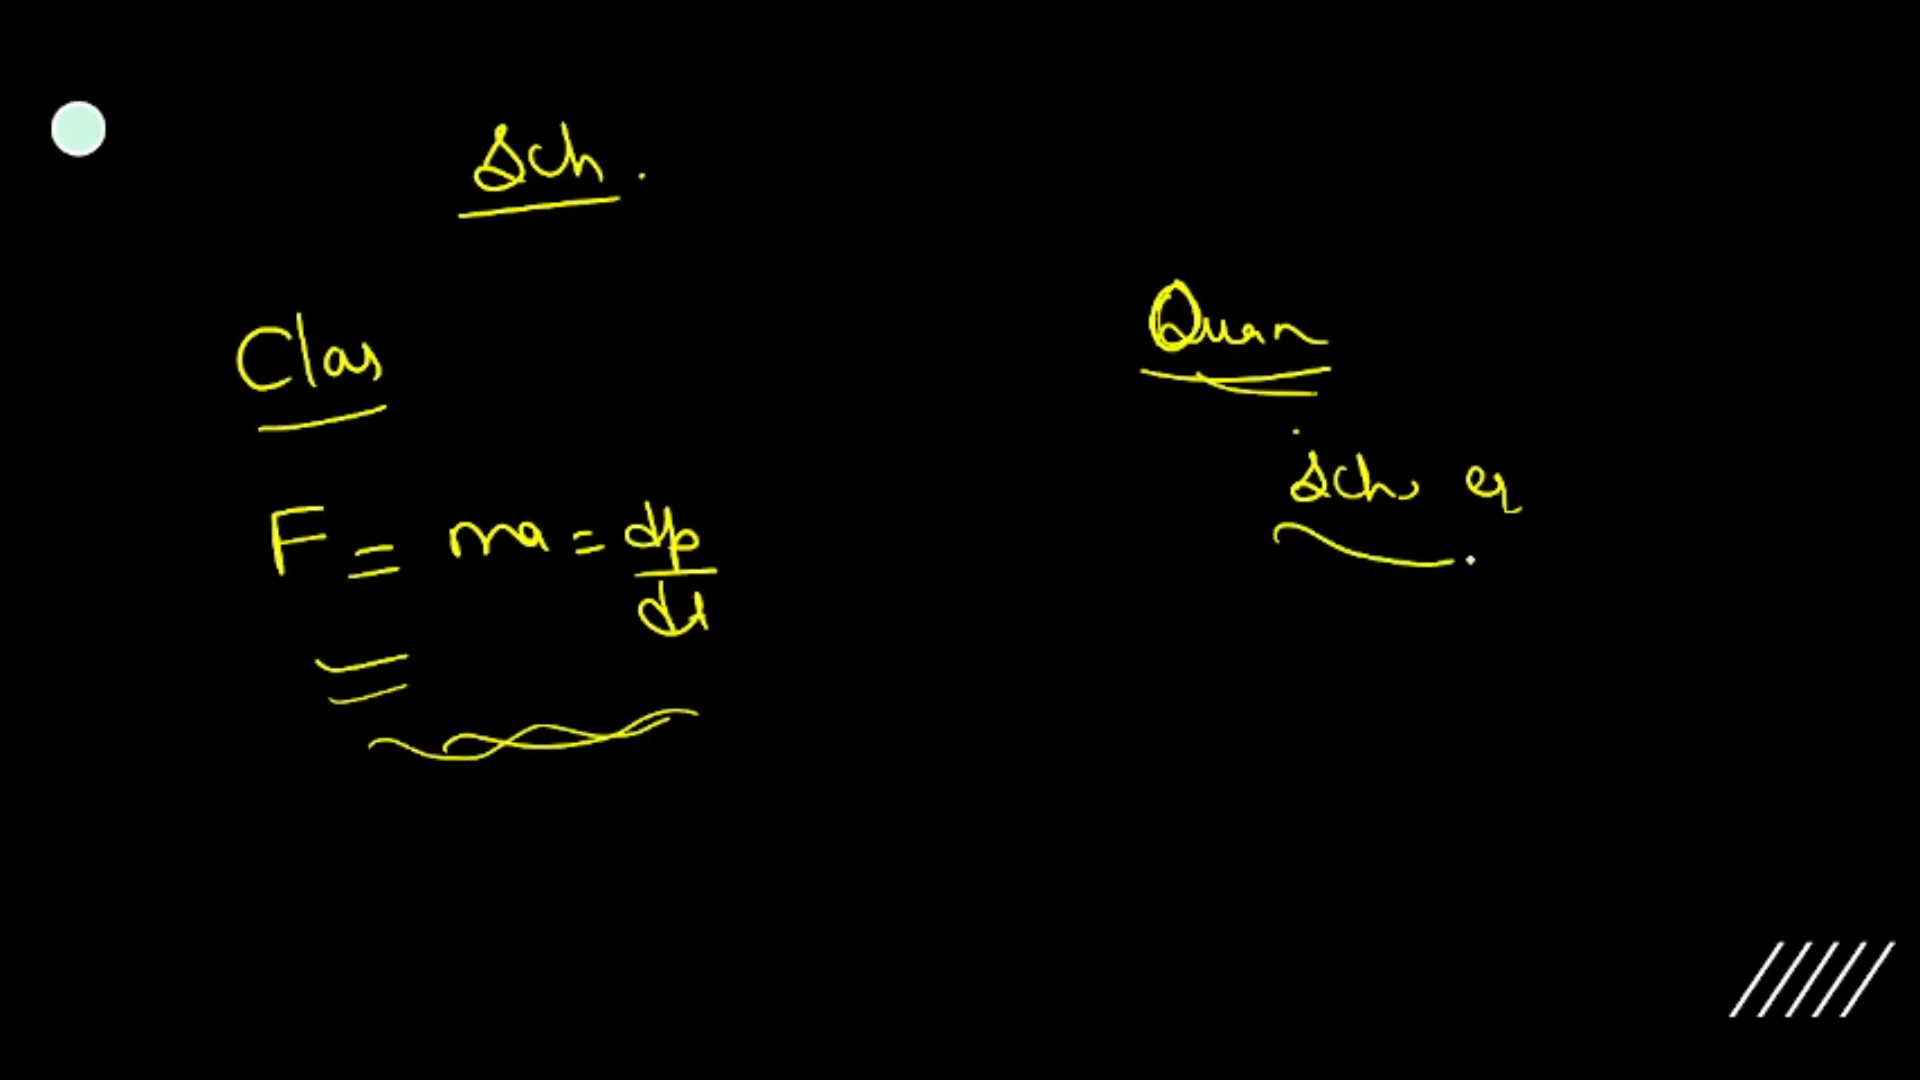 Sch.
Clas
Quan
Sch eq
F = ma = dp/dt